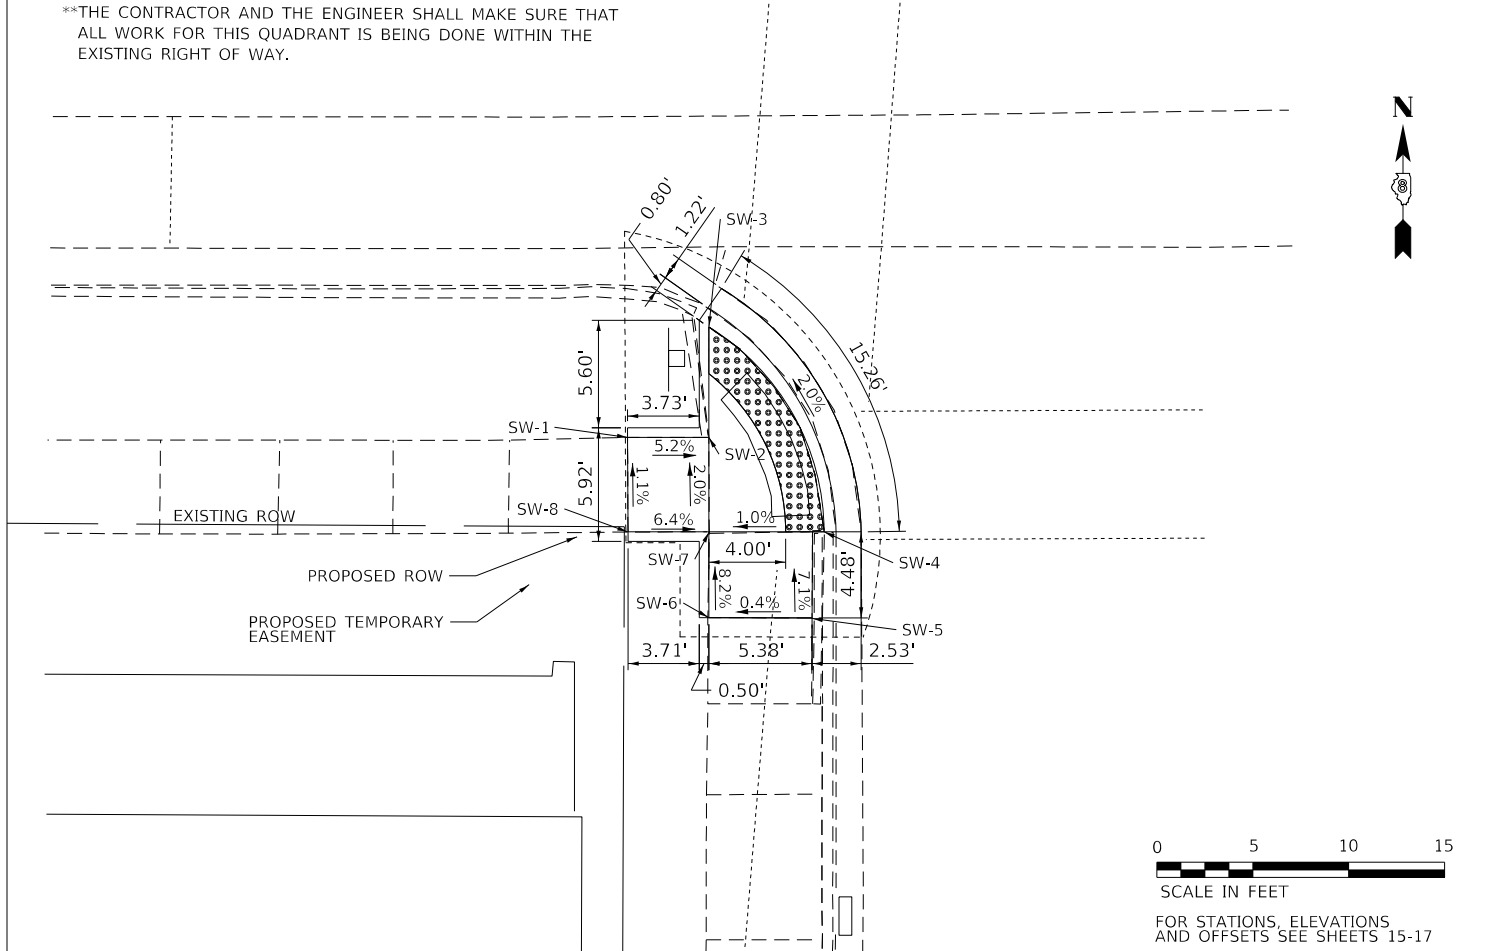 **THE CONTRACTOR AND THE ENGINEER SHALL MAKE SURE THAT
ALL WORK FOR THIS QUADRANT IS BEING DONE WITHIN THE
EXISTING RIGHT OF WAY.
N
8
0.80'
1.22'
SW-3
15.26'
2.0%
5.60'
3.73'
SW-1
5.2%
SW-2
5.92'
1.1%
2.0%
SW-8
6.4%
1.0%
EXISTING ROW
SW-7
4.00'
4.48'
SW-4
PROPOSED ROW
8.2%
7.1%
SW-6
0.4%
PROPOSED TEMPORARY
EASEMENT
SW-5
3.71'
5.38'
2.53'
0.50'
0 5 10 15
SCALE IN FEET
FOR STATIONS, ELEVATIONS
AND OFFSETS SEE SHEETS 15-17